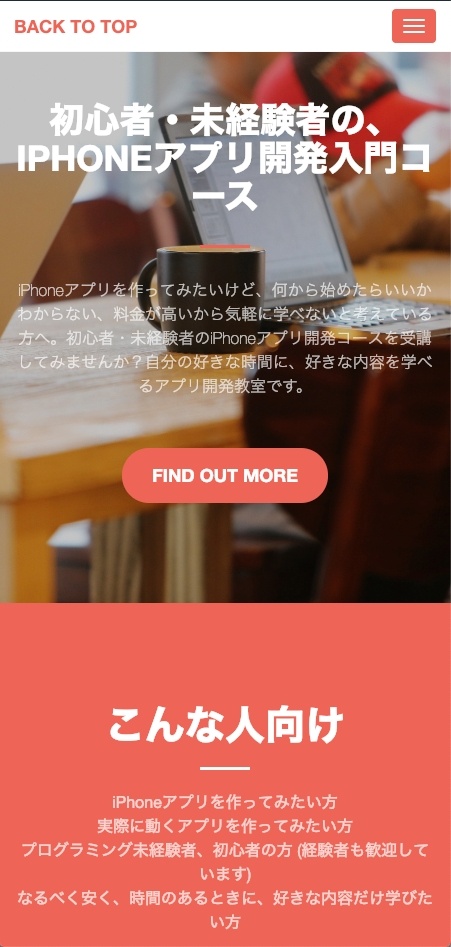 BACK TO TOP
初心者・未経験者の、
IPHONEアプリ開発入門コ
ース
iPhoneアプリを作ってみたいけど、何から始めたらいいか
わからない、料金が高いから気軽に学べないと考えている
方へ。初心者・未経験者のiPhoneアプリ開発コースを受講
してみませんか？自分の好きな時間に、好きな内容を学べ
るアプリ開発教室です。
FIND OUT MORE
こんな人向け
iPhoneアプリを作ってみたい方
実際に動くアプリを作ってみたい方
プログラミング未経験者、初心者の方 (経験者も歓迎して
います)
なるべく安く、時間のあるときに、好きな内容だけ学びた
い方